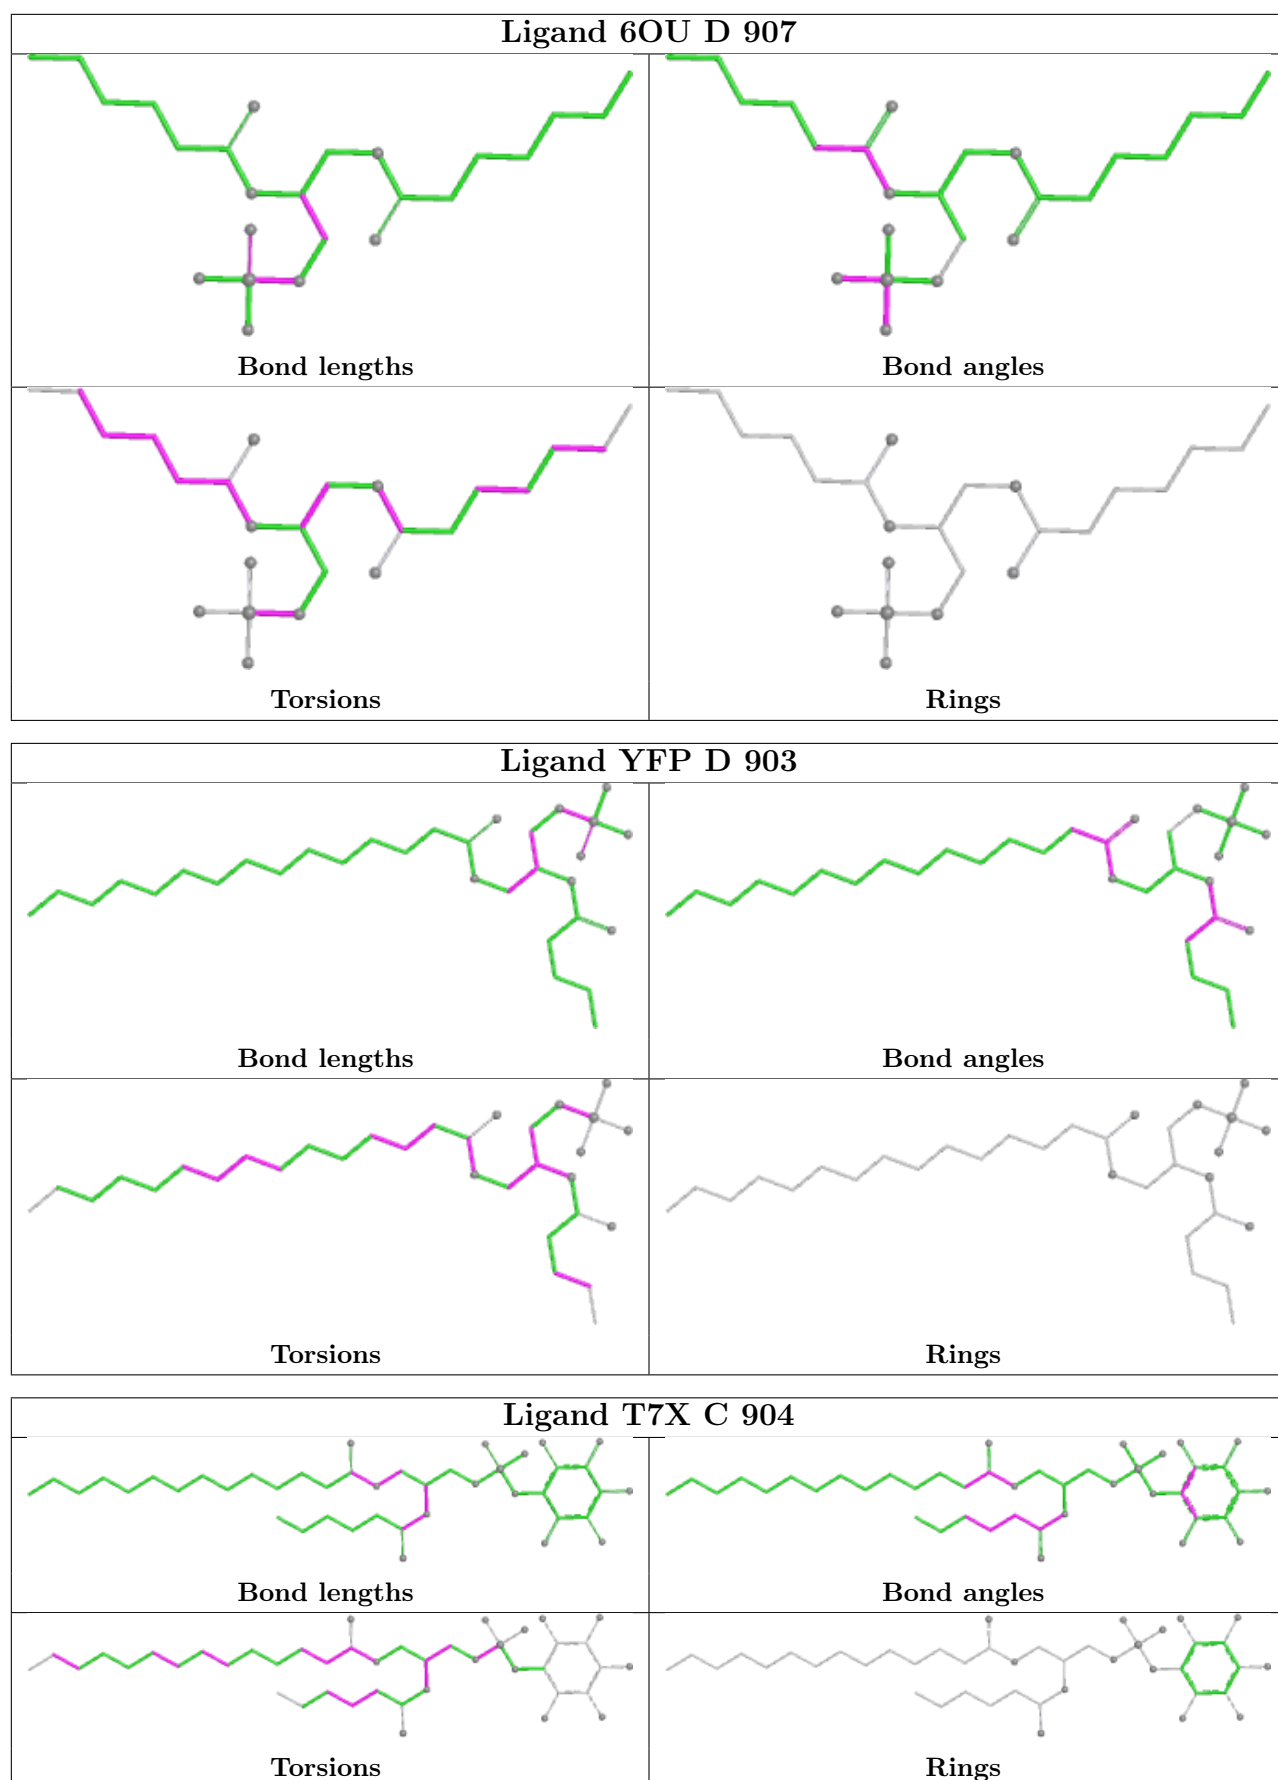 Ligand 6OU D 907
Bond lengths
Bond angles
Torsions
Rings
Ligand YFP D 903
Bond lengths
Bond angles
Torsions
Rings
Ligand T7X C 904
Bond lengths
Bond angles
Torsions
Rings